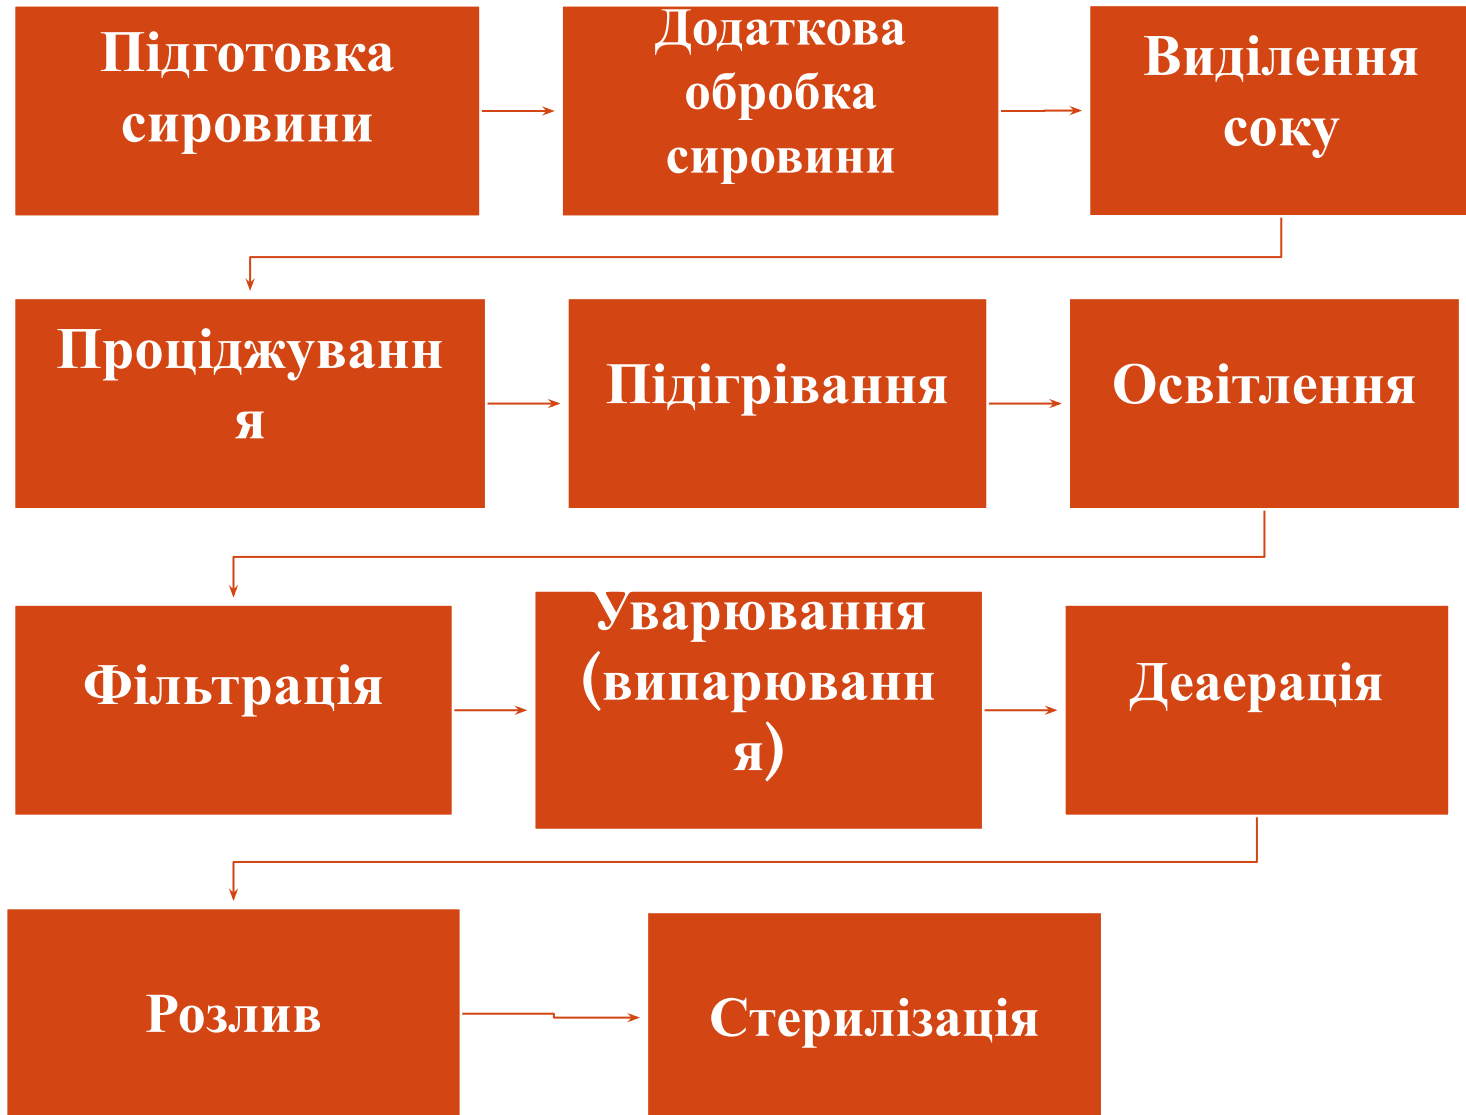 Підготовка
сировини
Додаткова
обробка
сировини
Виділення
соку
Проціджуванн
я
Підігрівання
Освітлення
Фільтрація
Уварювання
(випарюванн
я)
Деаерація
Розлив
Стерилізація